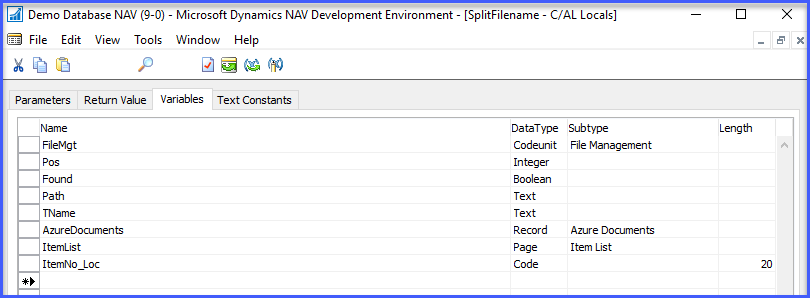 Demo Database NAV (9-0) - Microsoft Dynamics NAV Development Environment - [SplitFilename - C/AL Locals]
File Edit View Tools Window Help
Parameters Return Value Variables Text Constants
Name DataType Subtype Length
FileMgt Codeunit File Management
Pos Integer
Found Boolean
Path Text
TName Text
AzureDocuments Record Azure Documents
ItemList Page Item List
ItemNo_Loc Code 20